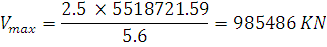 V_max = (2.5 × 5518721.59) / 5.6 = 985486 KN